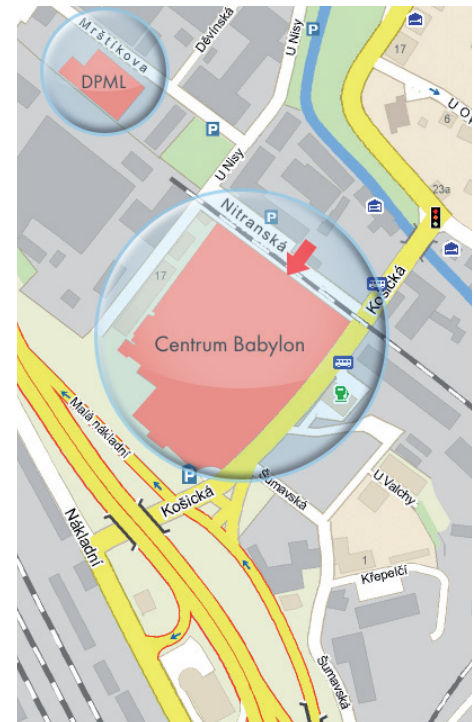 Mrštíkova
DPML
Děvínská
U Nisy
P
17
P
U O
6
U Nisy
23a
Nitranská
P
17
Košická
Centrum Babylon
Malá nákladní
P
Košická
Šumavská
U Valchy
Nákladní
1
Křepelčí
Šumavská